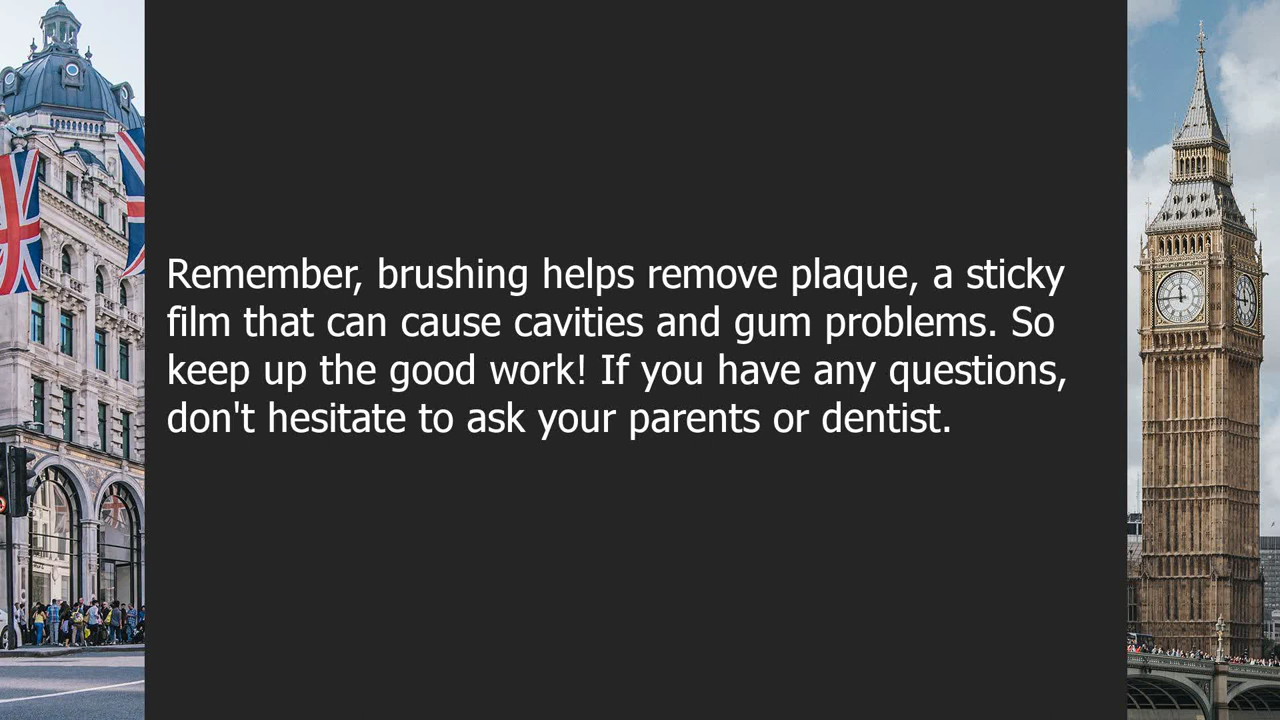 Remember, brushing helps remove plaque, a sticky
film that can cause cavities and gum problems. So
keep up the good work! If you have any questions,
don't hesitate to ask your parents or dentist.